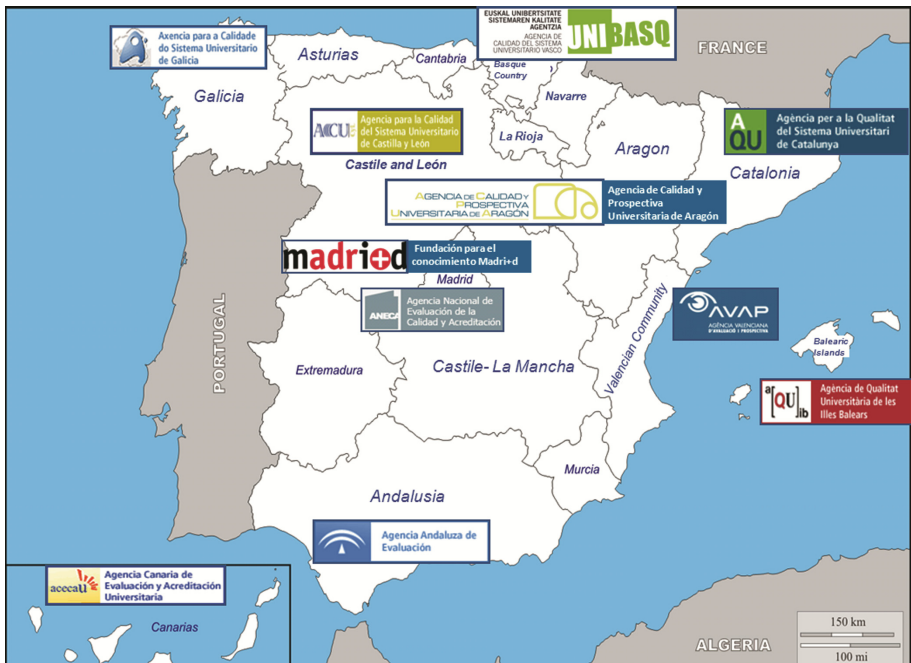 Axencia para a Calidade
do Sistema Universitario
de Galicia
Asturias
Cantabria
EUSKAL UNIBERTSITATE
SISTEMAREN KALITATE
AGENTZIA
AGENCIA DE
CALIDAD DEL SISTEMA
UNIVERSITARIO VASCO
UNIBASQ
FRANCE
Basque
Country
Galicia
Navarre
ACCU
Agencia para la Calidad
del Sistema Universitario
de Castilla y León
La Rioja
Aragon
AQU
Agència per a la Qualitat
del Sistema Universitari
de Catalunya
Castile and León
Catalonia
AGENCIA DE CALIDAD Y
PROSPECTIVA
UNIVERSITARIA DE ARAGÓN
Agencia de Calidad y
Prospectiva
Universitaria de Aragón
madri+d
Fundación para el
conocimiento Madri+d
Madrid
ANECA
Agencia Nacional de
Evaluación de la
Calidad y Acreditación
PORTUGAL
Valencian Community
AVAP
AGÈNCIA VALENCIANA
D'AVALUACIÓ I PROSPECTIVA
Balearic
Islands
Extremadura
Castile- La Mancha
a[QU]ib
Agència de Qualitat
Universitària de les
Illes Balears
Murcia
Andalusia
Agencia Andaluza de
Evaluación
acecau
Agencia Canaria de
Evaluación y Acreditación
Universitaria
Canarias
ALGERIA
150 km
100 mi